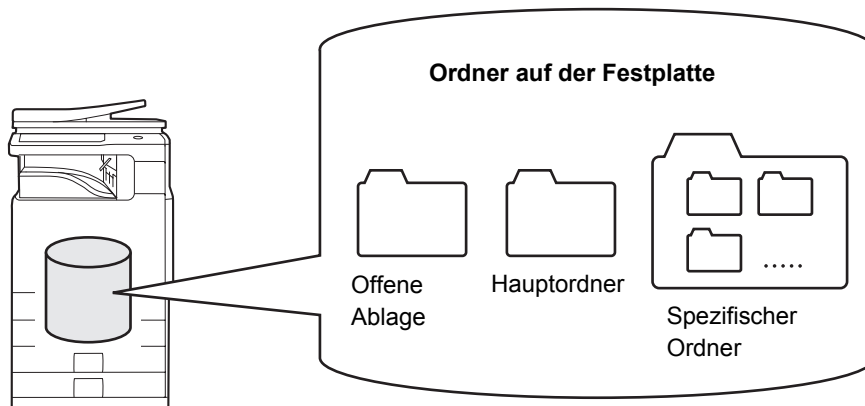 Ordner auf der Festplatte
Offene
Ablage
Hauptordner
Spezifischer
Ordner
.....